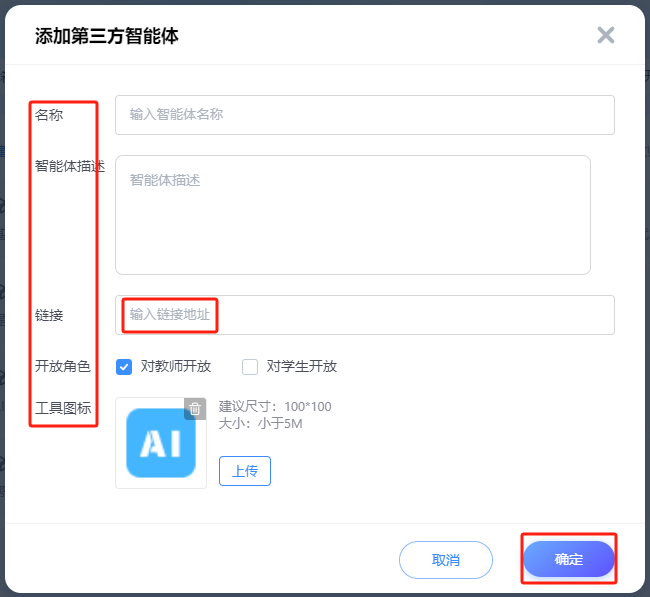 添加第三方智能体
名称
输入智能体名称
智能体描述
智能体描述
链接
输入链接地址
开放角色
对教师开放
对学生开放
工具图标
AI
建议尺寸：100*100
大小：小于5M
上传
取消
确定